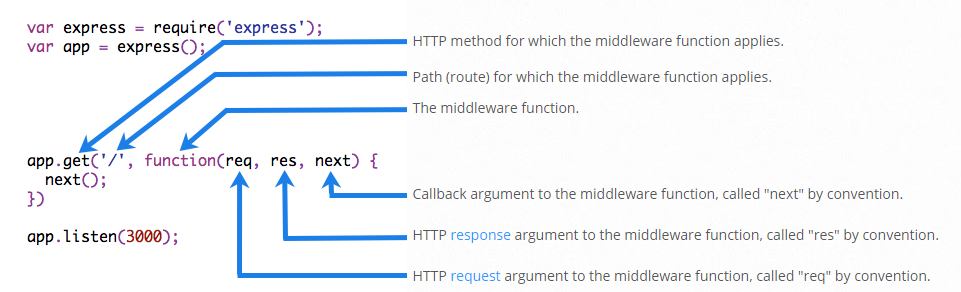 var express = require('express');
var app = express();
HTTP method for which the middleware function applies.
Path (route) for which the middleware function applies.
The middleware function.
app.get('/', function(req, res, next) {
next();
})
Callback argument to the middleware function, called "next" by convention.
app.listen(3000);
HTTP response argument to the middleware function, called "res" by convention.
HTTP request argument to the middleware function, called "req" by convention.